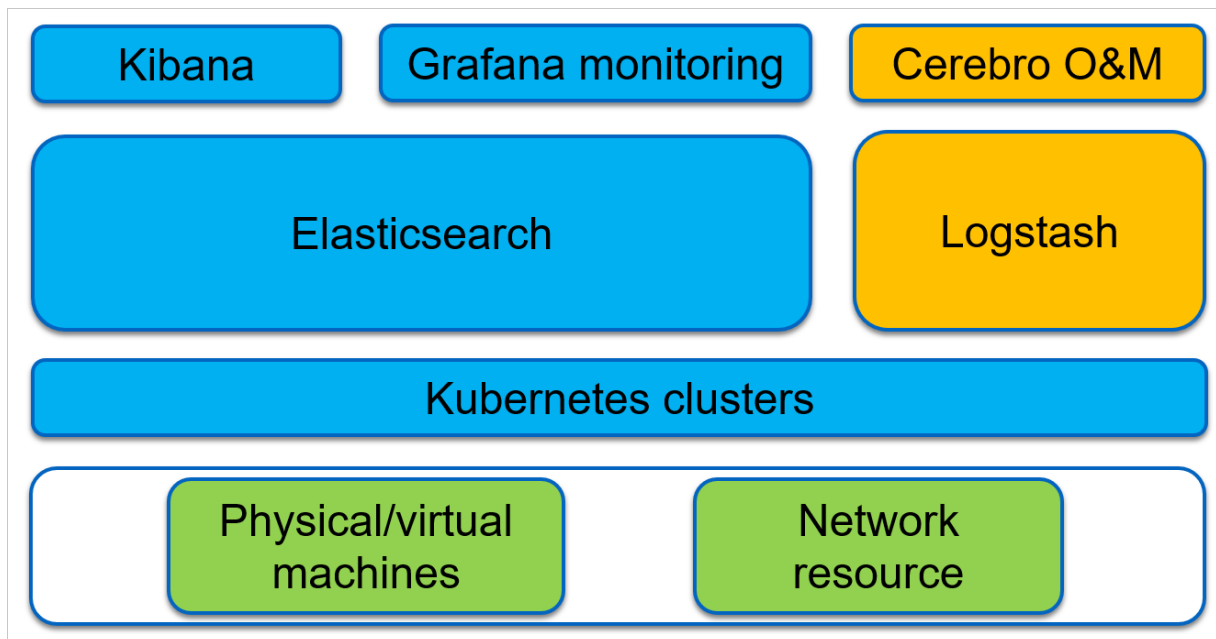 Kibana
Grafana monitoring
Cerebro O&M
Elasticsearch
Logstash
Kubernetes clusters
Physical/virtual
machines
Network
resource